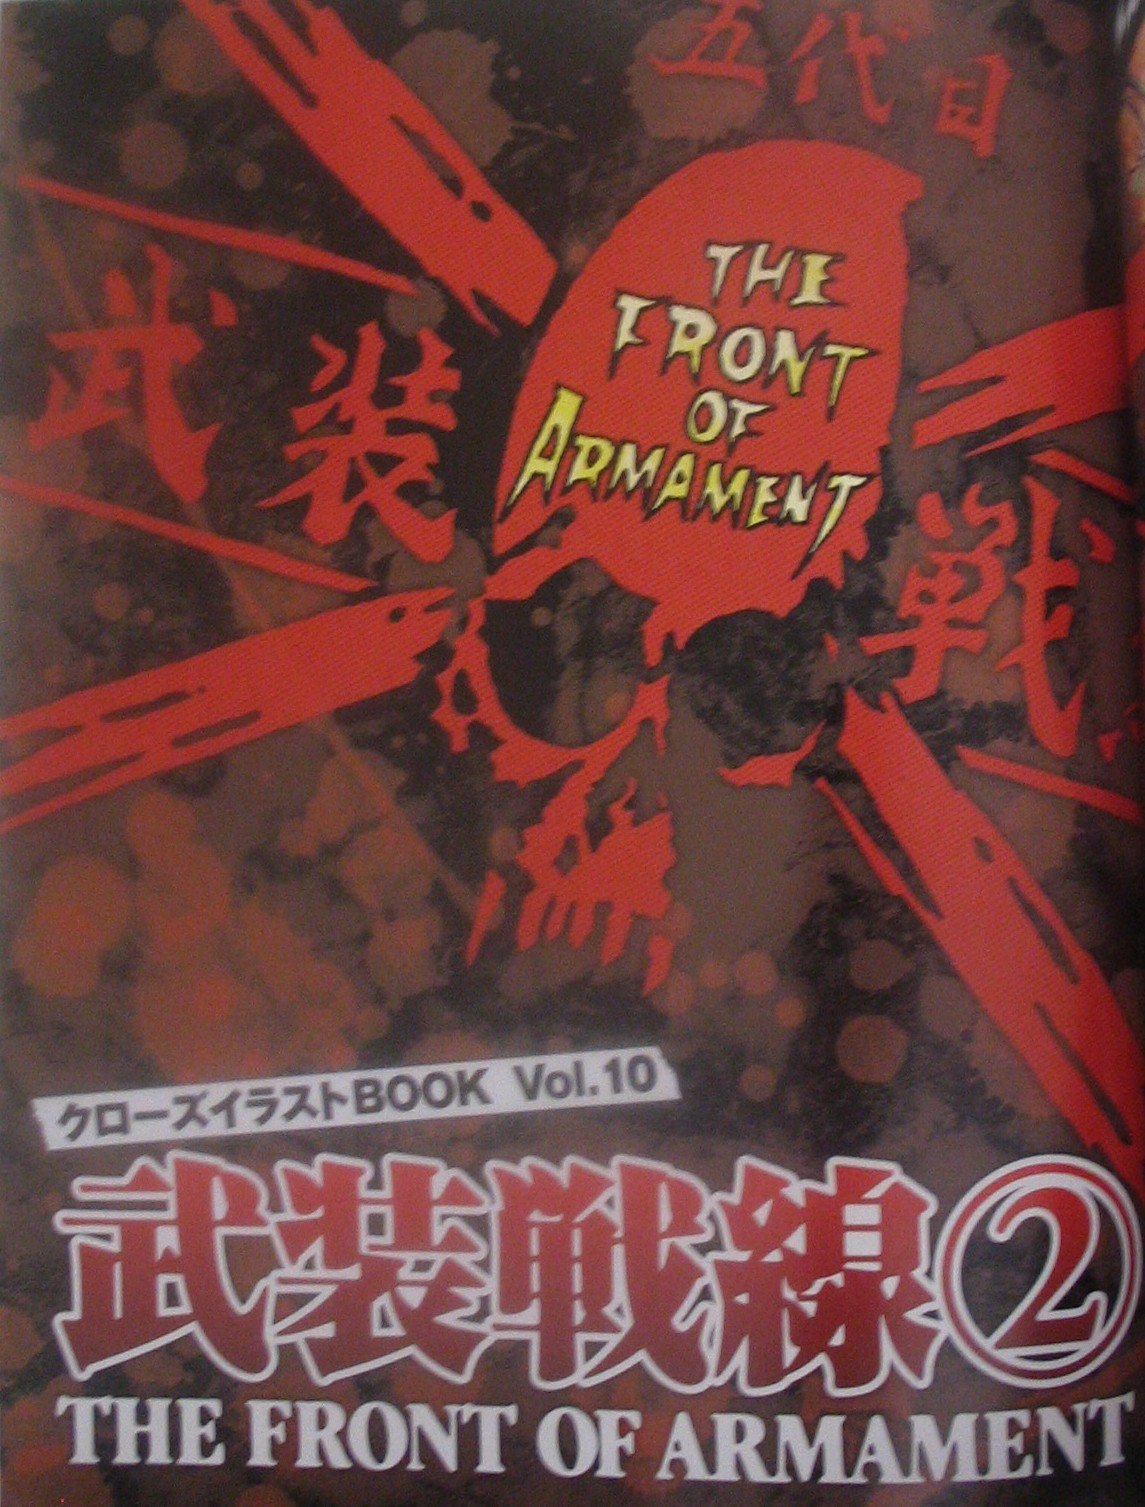 五代目
武装戦
THE
FRONT
OF
ARMAMENT
クローズイラストBOOK Vol.10
武装戦線②
THE FRONT OF ARMAMENT